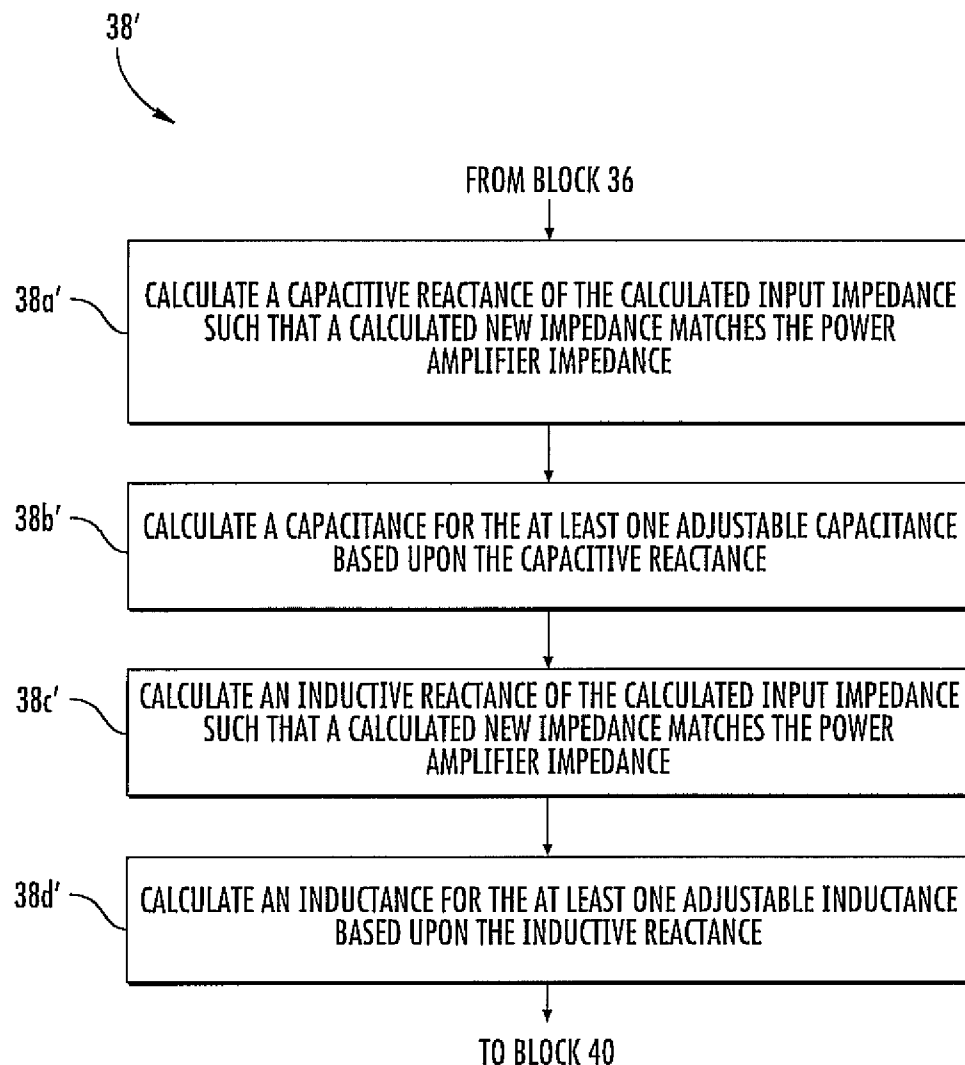 38'
FROM BLOCK 36
38a'
CALCULATE A CAPACITIVE REACTANCE OF THE CALCULATED INPUT IMPEDANCE
SUCH THAT A CALCULATED NEW IMPEDANCE MATCHES THE POWER
AMPLIFIER IMPEDANCE
38b'
CALCULATE A CAPACITANCE FOR THE AT LEAST ONE ADJUSTABLE CAPACITANCE
BASED UPON THE CAPACITIVE REACTANCE
38c'
CALCULATE AN INDUCTIVE REACTANCE OF THE CALCULATED INPUT IMPEDANCE
SUCH THAT A CALCULATED NEW IMPEDANCE MATCHES THE POWER
AMPLIFIER IMPEDANCE
38d'
CALCULATE AN INDUCTANCE FOR THE AT LEAST ONE ADJUSTABLE INDUCTANCE
BASED UPON THE INDUCTIVE REACTANCE
TO BLOCK 40